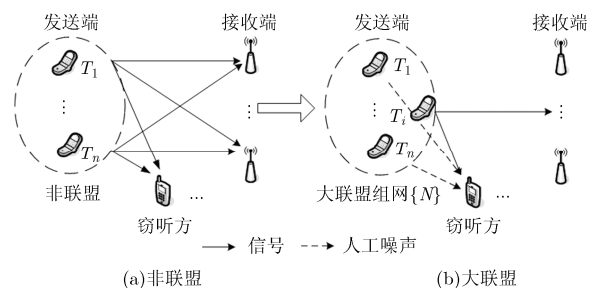 发送端 接收端 发送端 接收端
T1 T1
⋮ ⋮ ⋮ Ti ⋮
Tn Tn
非联盟 … 大联盟组网{N} …
窃听方 窃听方
信号 人工噪声
(a)非联盟 (b)大联盟